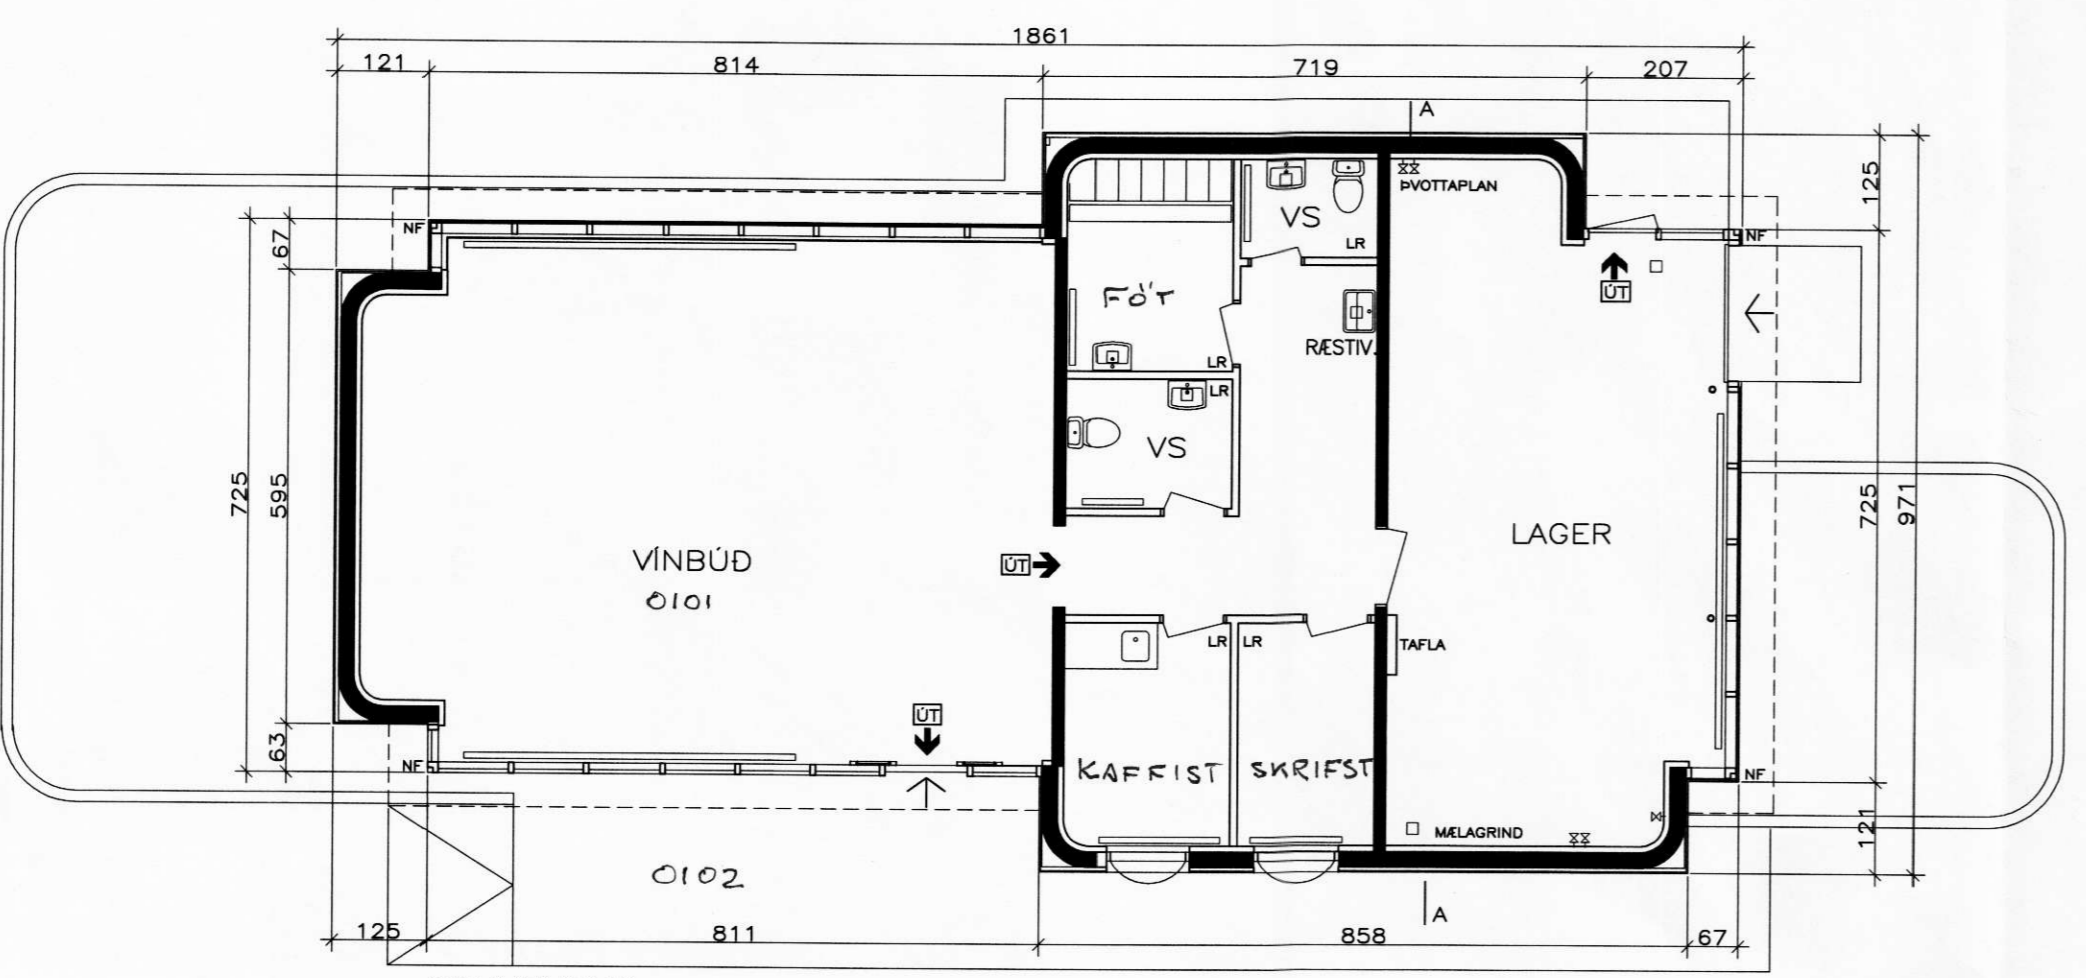 1861
121 814 719 207
A
ÞVOTTAPLAN
125
VS
NF
LR
NF
67
ÚT
FÖT
RÆSTIV.
LR
LR
VS
725
595
LAGER
725
971
VÍNBÚÐ
0101
ÚT
LR
LR
TAFLA
ÚT
63
NF
KAFFIST
SKRIFST
NF
MÆLAGRIND
121
0102
A
125 811 858 67